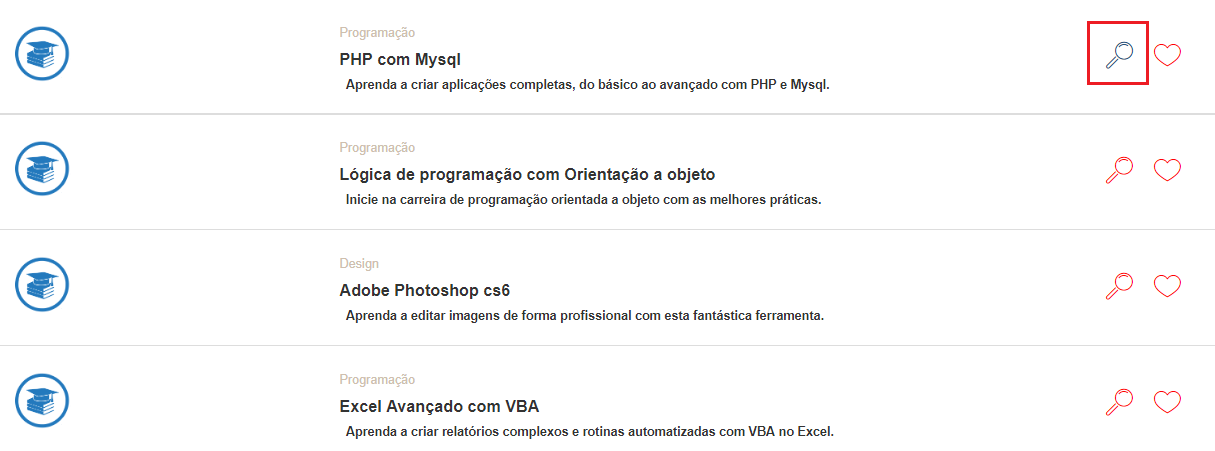 Programação
PHP com Mysql
Aprenda a criar aplicações completas, do básico ao avançado com PHP e Mysql.
Programação
Lógica de programação com Orientação a objeto
Inicie na carreira de programação orientada a objeto com as melhores práticas.
Design
Adobe Photoshop cs6
Aprenda a editar imagens de forma profissional com esta fantástica ferramenta.
Programação
Excel Avançado com VBA
Aprenda a criar relatórios complexos e rotinas automatizadas com VBA no Excel.